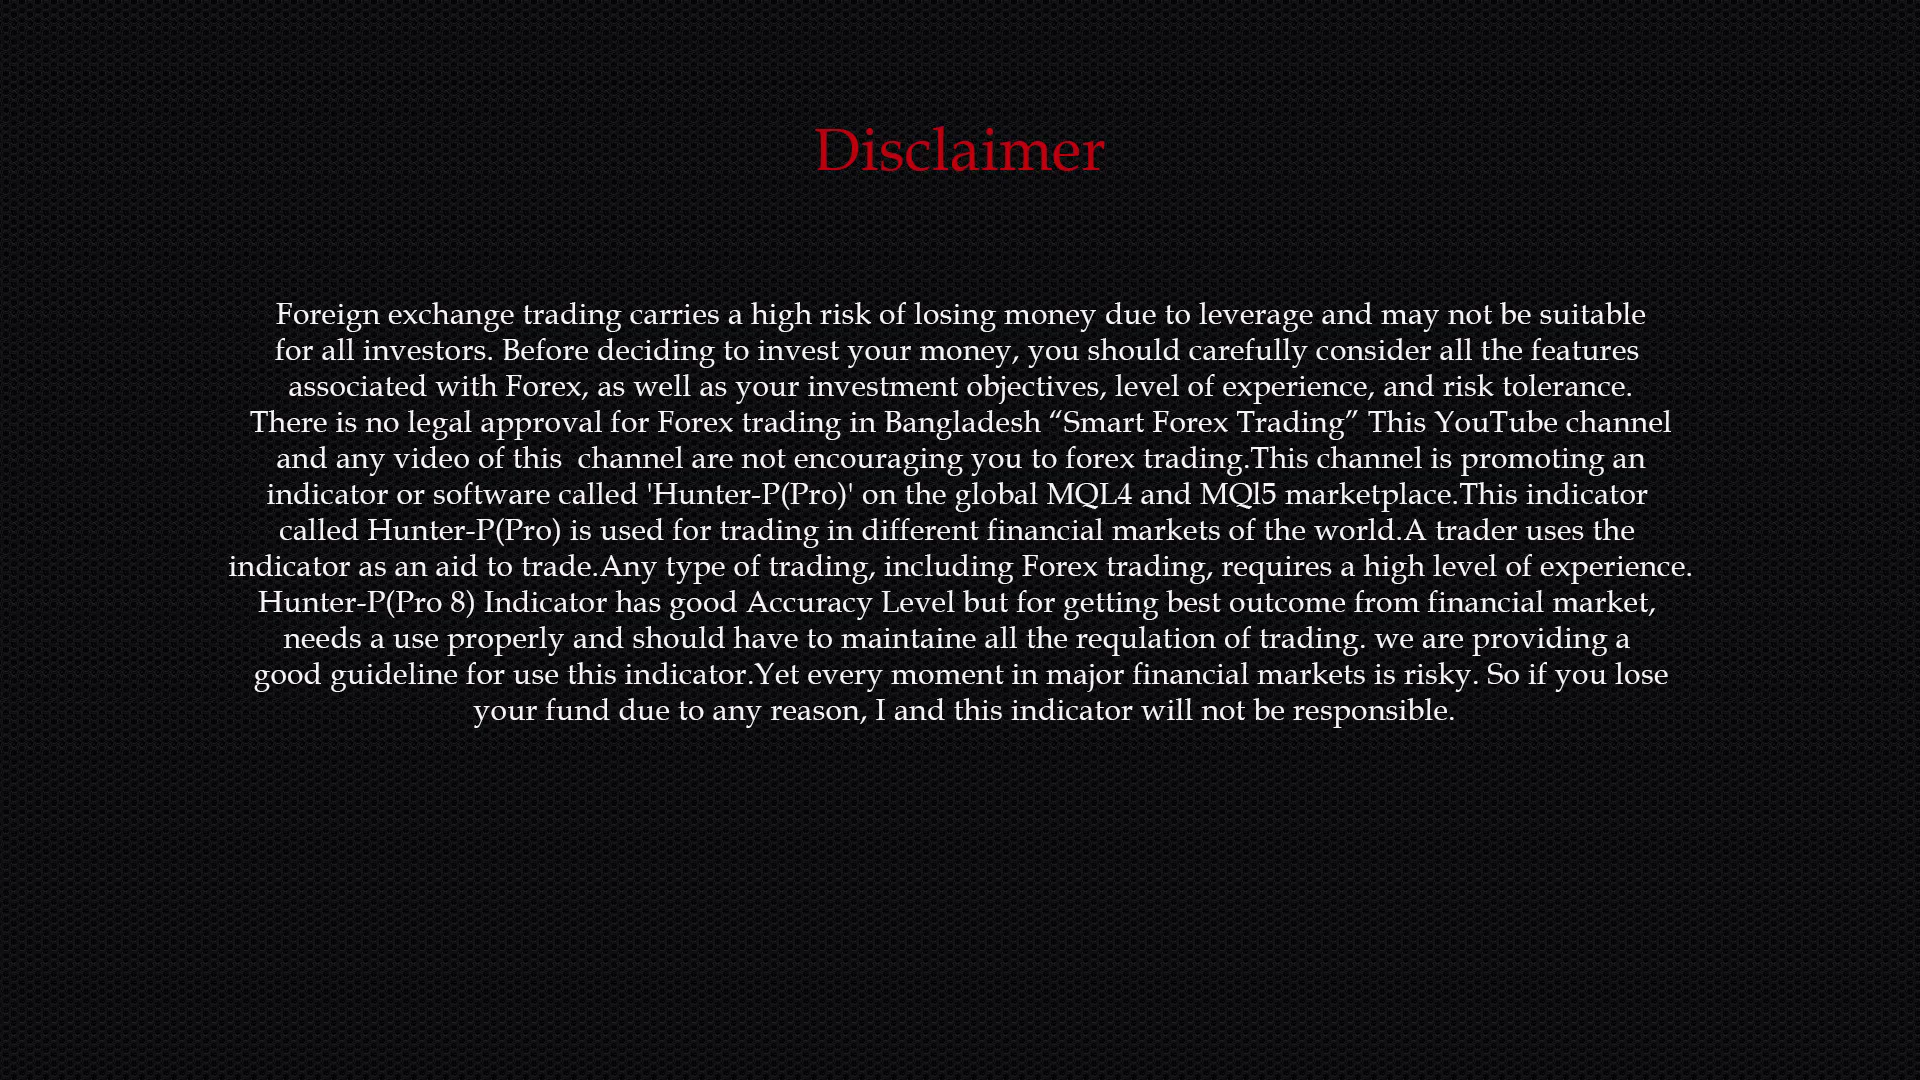 Disclaimer
Foreign exchange trading carries a high risk of losing money due to leverage and may not be suitable
for all investors. Before deciding to invest your money, you should carefully consider all the features
associated with Forex, as well as your investment objectives, level of experience, and risk tolerance.
There is no legal approval for Forex trading in Bangladesh “Smart Forex Trading” This YouTube channel
and any video of this  channel are not encouraging you to forex trading.This channel is promoting an
indicator or software called 'Hunter-P(Pro)' on the global MQL4 and MQl5 marketplace.This indicator
called Hunter-P(Pro) is used for trading in different financial markets of the world.A trader uses the
indicator as an aid to trade.Any type of trading, including Forex trading, requires a high level of experience.
Hunter-P(Pro 8) Indicator has good Accuracy Level but for getting best outcome from financial market,
needs a use properly and should have to maintaine all the requlation of trading. we are providing a
good guideline for use this indicator.Yet every moment in major financial markets is risky. So if you lose
your fund due to any reason, I and this indicator will not be responsible.